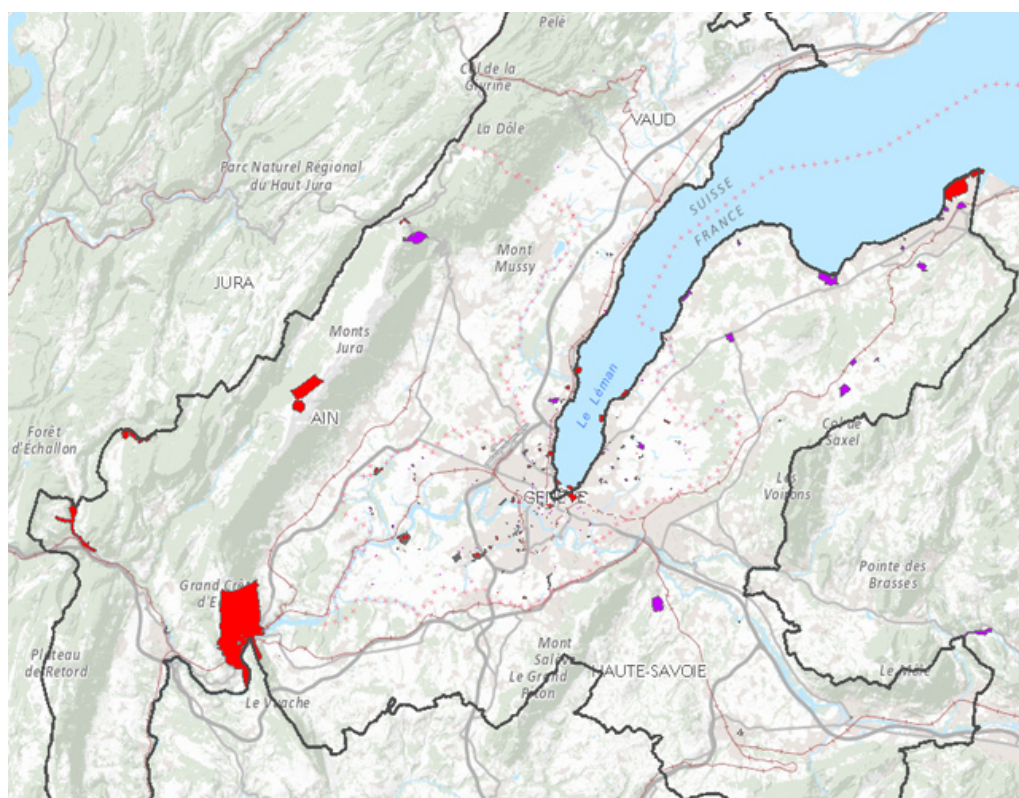 Pelé
Col de la
Givrine
La Dôle
VAUD
Parc Naturel Régional
du Haut Jura
SUISSE
FRANCE
Mont
Mussy
JURA
Monts
Jura
Le Léman
AIN
Forêt
d'Echallon
Col de
Saxel
Les
Voirons
GENÈVE
Pointe des
Brasses
Grand Crêt
Plateau
de Retord
Mont
Salève
Le Grand
Piton
HAUTE-SAVOIE
Le Môle
Le Vuache
4